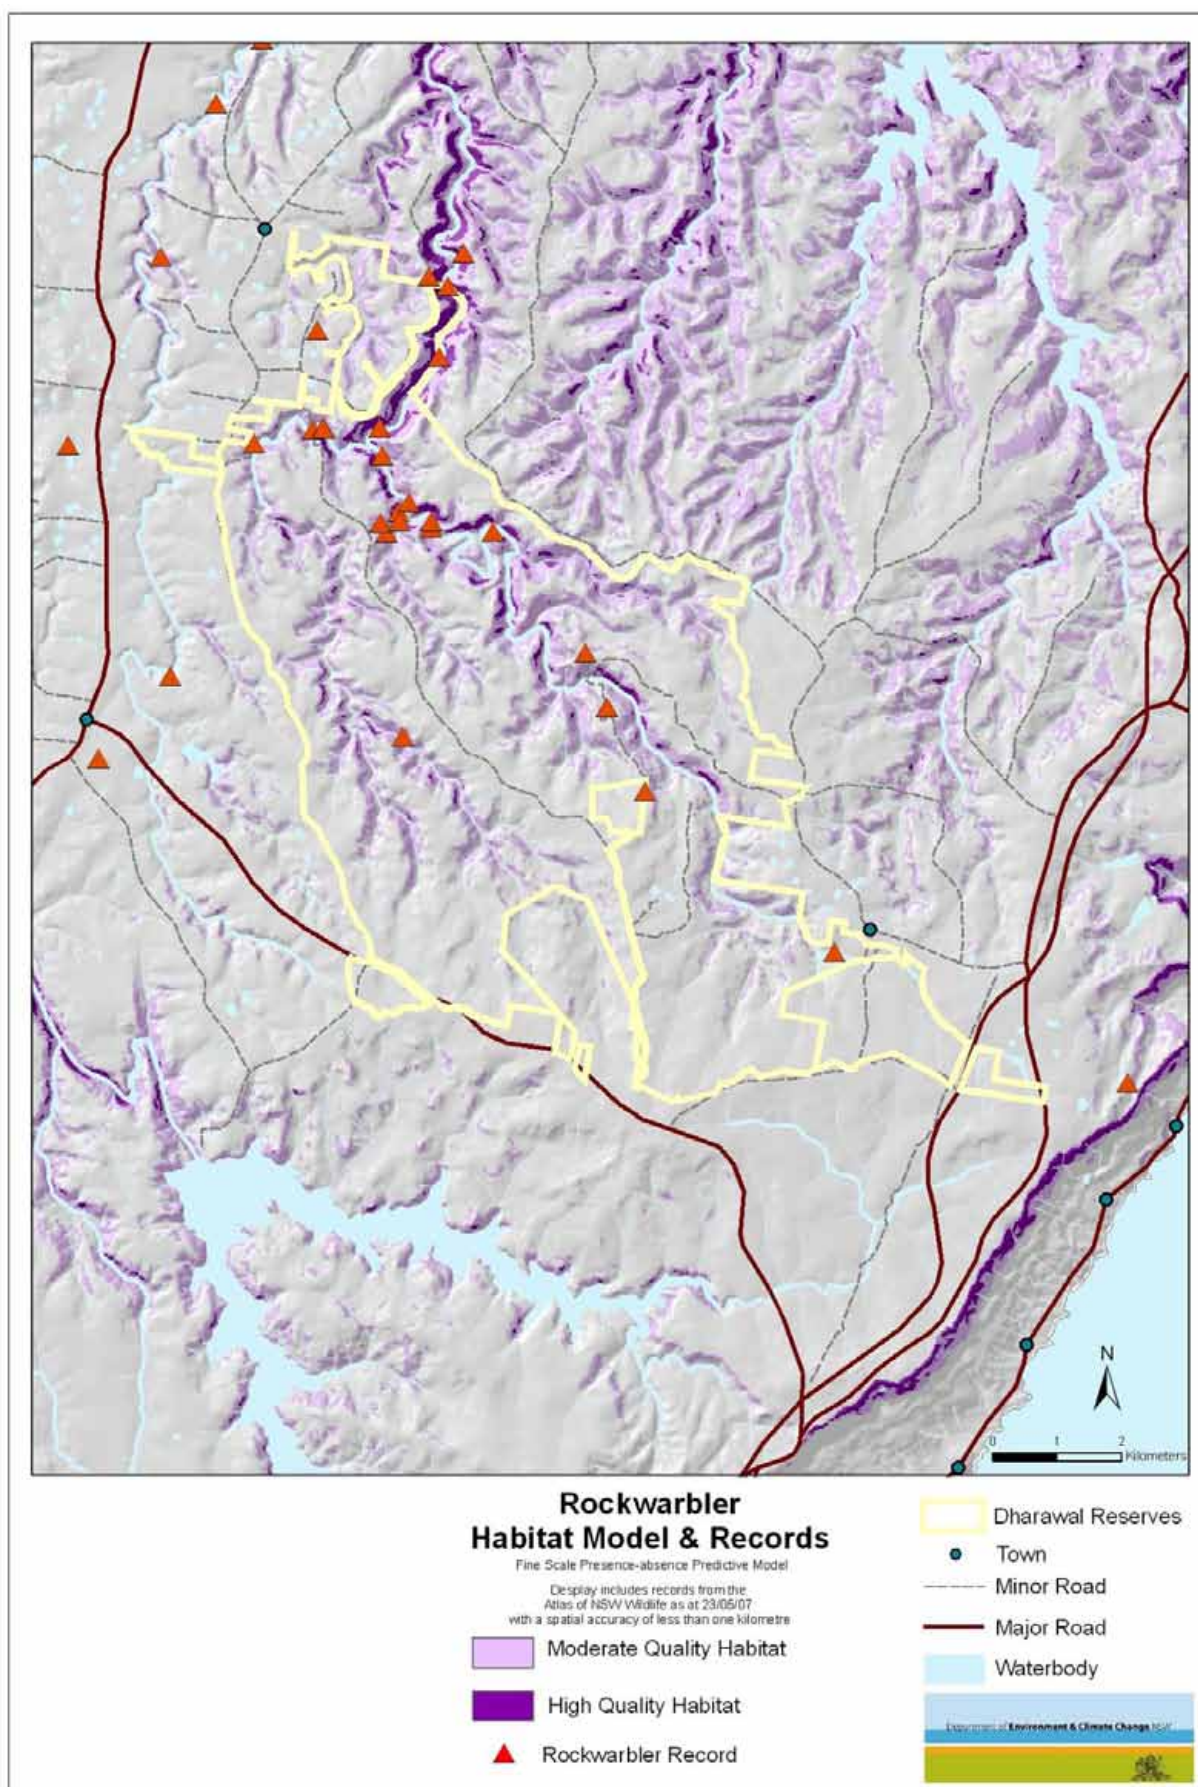 N
0 1 2
Kilometers
Rockwarbler
Habitat Model & Records
Fine Scale Presence-absence Predictive Model
Desplay includes records from the
Atlas of NSW Wildlife as at 23/05/07
with a spatial accuracy of less than one kilometre
Moderate Quality Habitat
High Quality Habitat
Rockwarbler Record
Dharawal Reserves
Town
Minor Road
Major Road
Waterbody
Department of Environment & Climate Change NSW